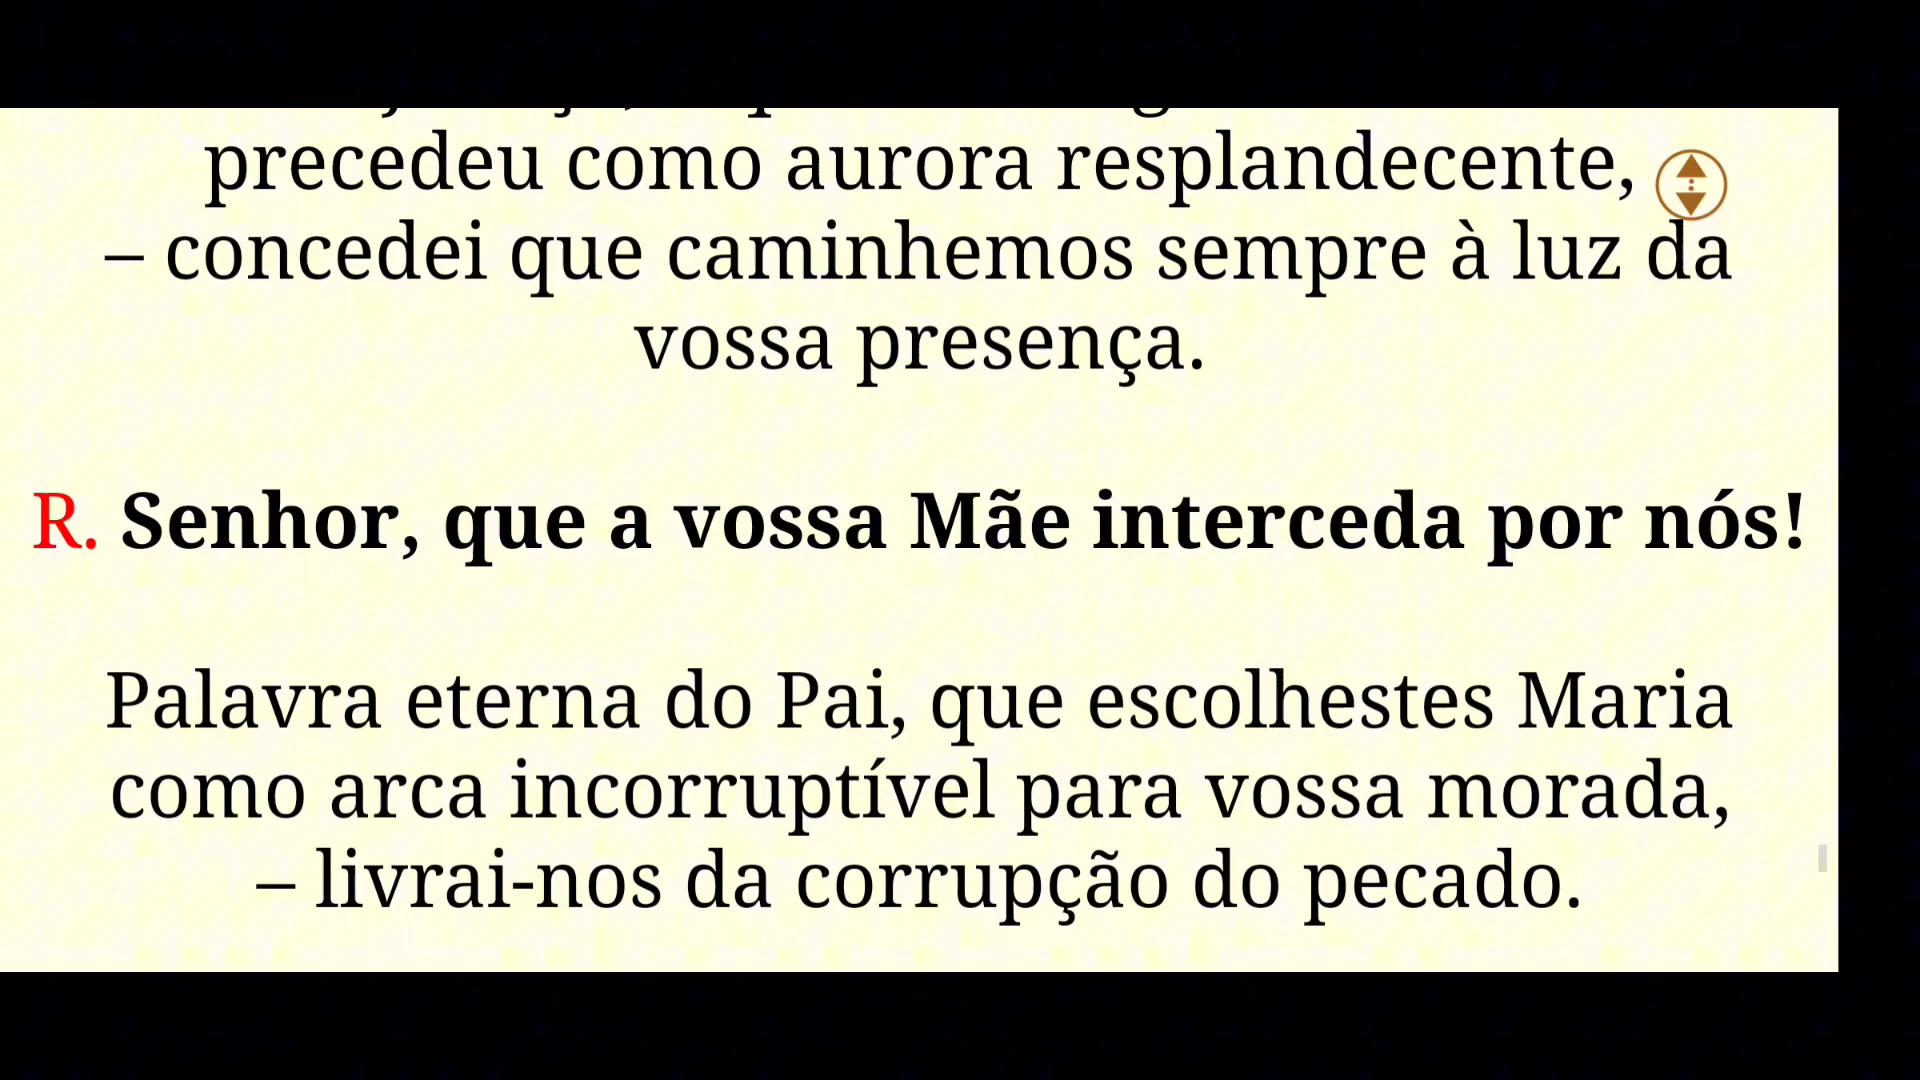 precedeu como aurora resplandecente,
– concedei que caminhemos sempre à luz da
vossa presença.
R. Senhor, que a vossa Mãe interceda por nós!
Palavra eterna do Pai, que escolhestes Maria
como arca incorruptível para vossa morada,
– livrai-nos da corrupção do pecado.